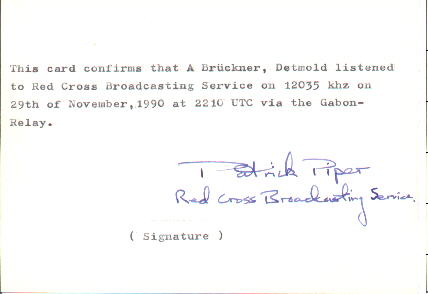 This card confirms that A Brückner, Detmold listened
to Red Cross Broadcasting Service on 12035 khz on
29th of November,1990 at 2210 UTC via the Gabon-
Relay.
Patrick Piper
Red Cross Broadcasting Service.
( Signature )